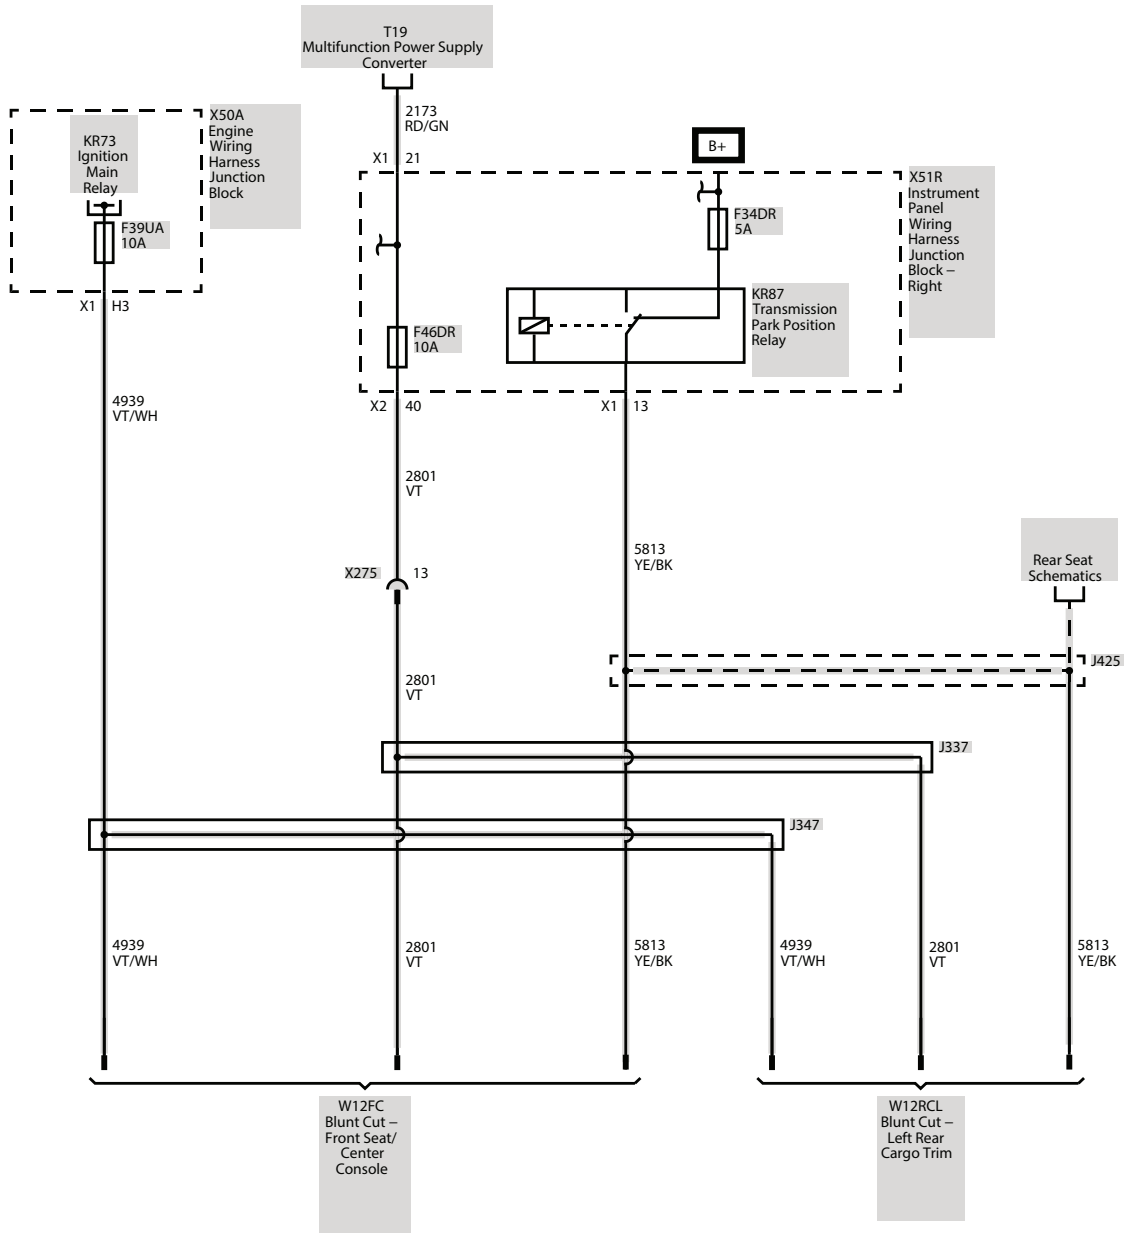 T19
Multifunction Power Supply
Converter
2173
RD/GN
X1 21
X50A
Engine
Wiring
Harness
Junction
Block
KR73
Ignition
Main
Relay
F39UA
10A
X1 H3
B+
F34DR
5A
X51R
Instrument
Panel
Wiring
Harness
Junction
Block –
Right
KR87
Transmission
Park Position
Relay
F46DR
10A
X2 40
X1 13
4939
VT/WH
2801
VT
5813
YE/BK
X275 13
Rear Seat
Schematics
J425
2801
VT
J337
J347
4939
VT/WH
2801
VT
5813
YE/BK
4939
VT/WH
2801
VT
5813
YE/BK
W12FC
Blunt Cut –
Front Seat/
Center
Console
W12RCL
Blunt Cut –
Left Rear
Cargo Trim